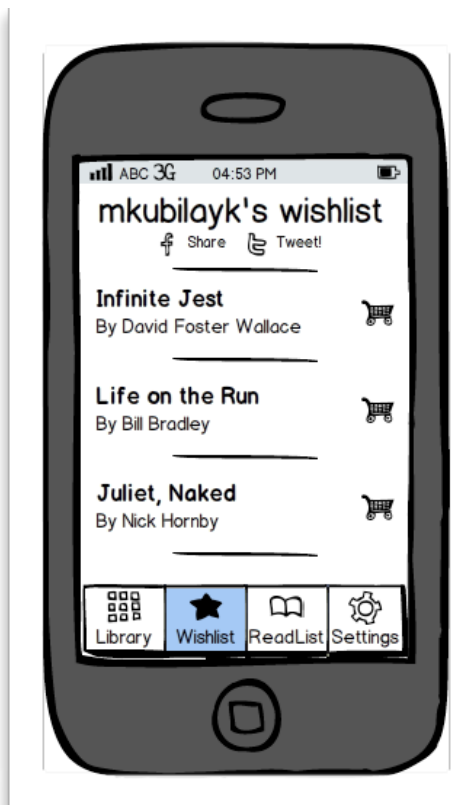 ABC 3G 04:53 PM
mkubilayk's wishlist
Share Tweet!
Infinite Jest
By David Foster Wallace
Life on the Run
By Bill Bradley
Juliet, Naked
By Nick Hornby
Library Wishlist ReadList Settings